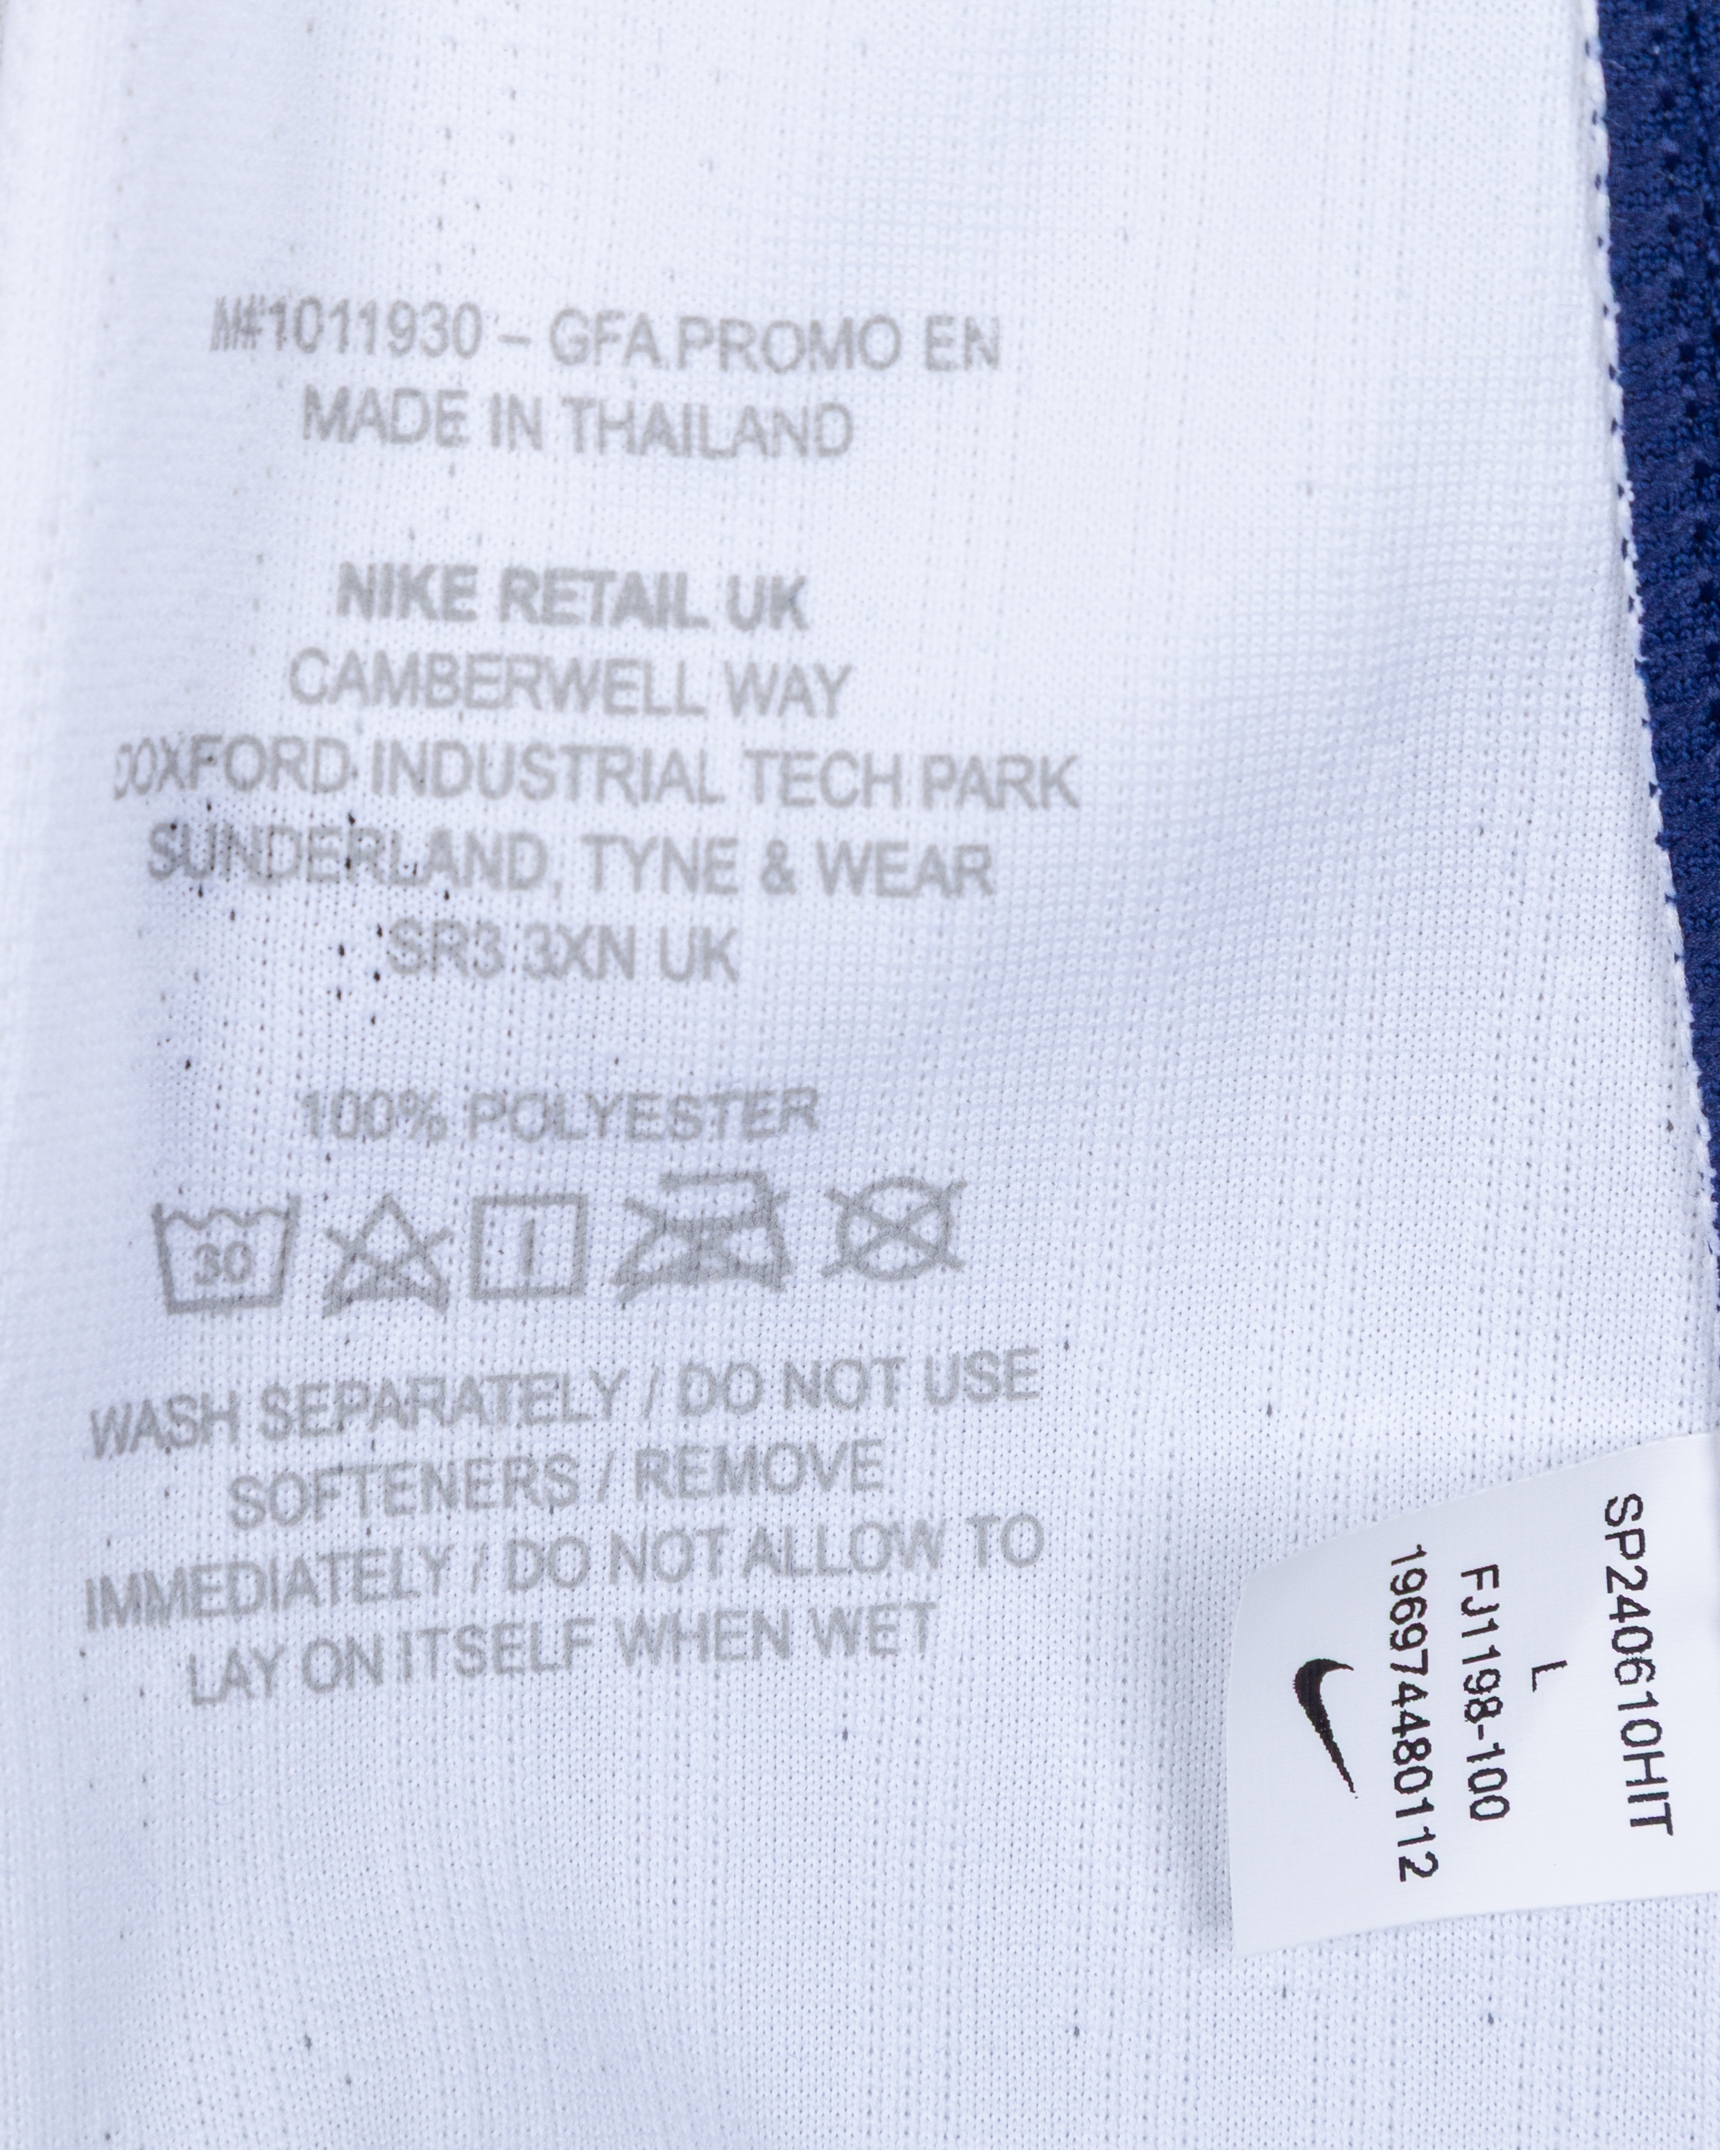 M#1011930 – GFA.PROMO EN
MADE IN THAILAND
NIKE RETAIL UK
CAMBERWELL WAY
DOXFORD INDUSTRIAL TECH PARK
SUNDERLAND, TYNE & WEAR
SR3 3XN UK
100% POLYESTER
30
WASH SEPARATELY / DO NOT USE
SOFTENERS / REMOVE
IMMEDIATELY / DO NOT ALLOW TO
LAY ON ITSELF WHEN WET
SP240610HIT
L
FJ1198-100
196974480112